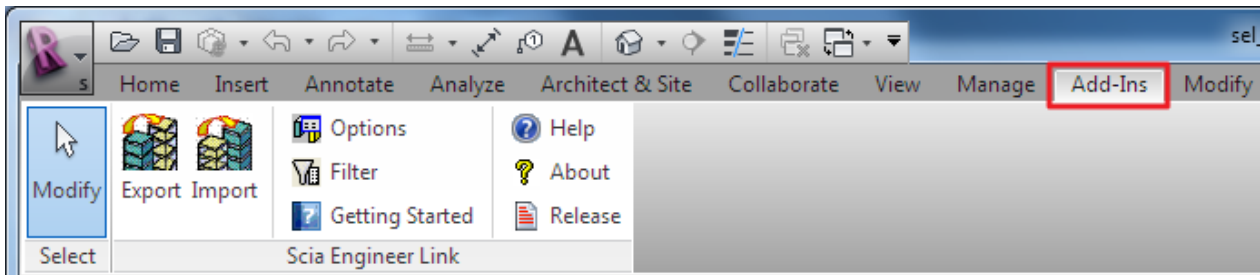 A
sel_
S Home Insert Annotate Analyze Architect & Site Collaborate View Manage Add-Ins Modify
Options Help
Filter About
Modify Export Import
Getting Started Release
Select Scia Engineer Link